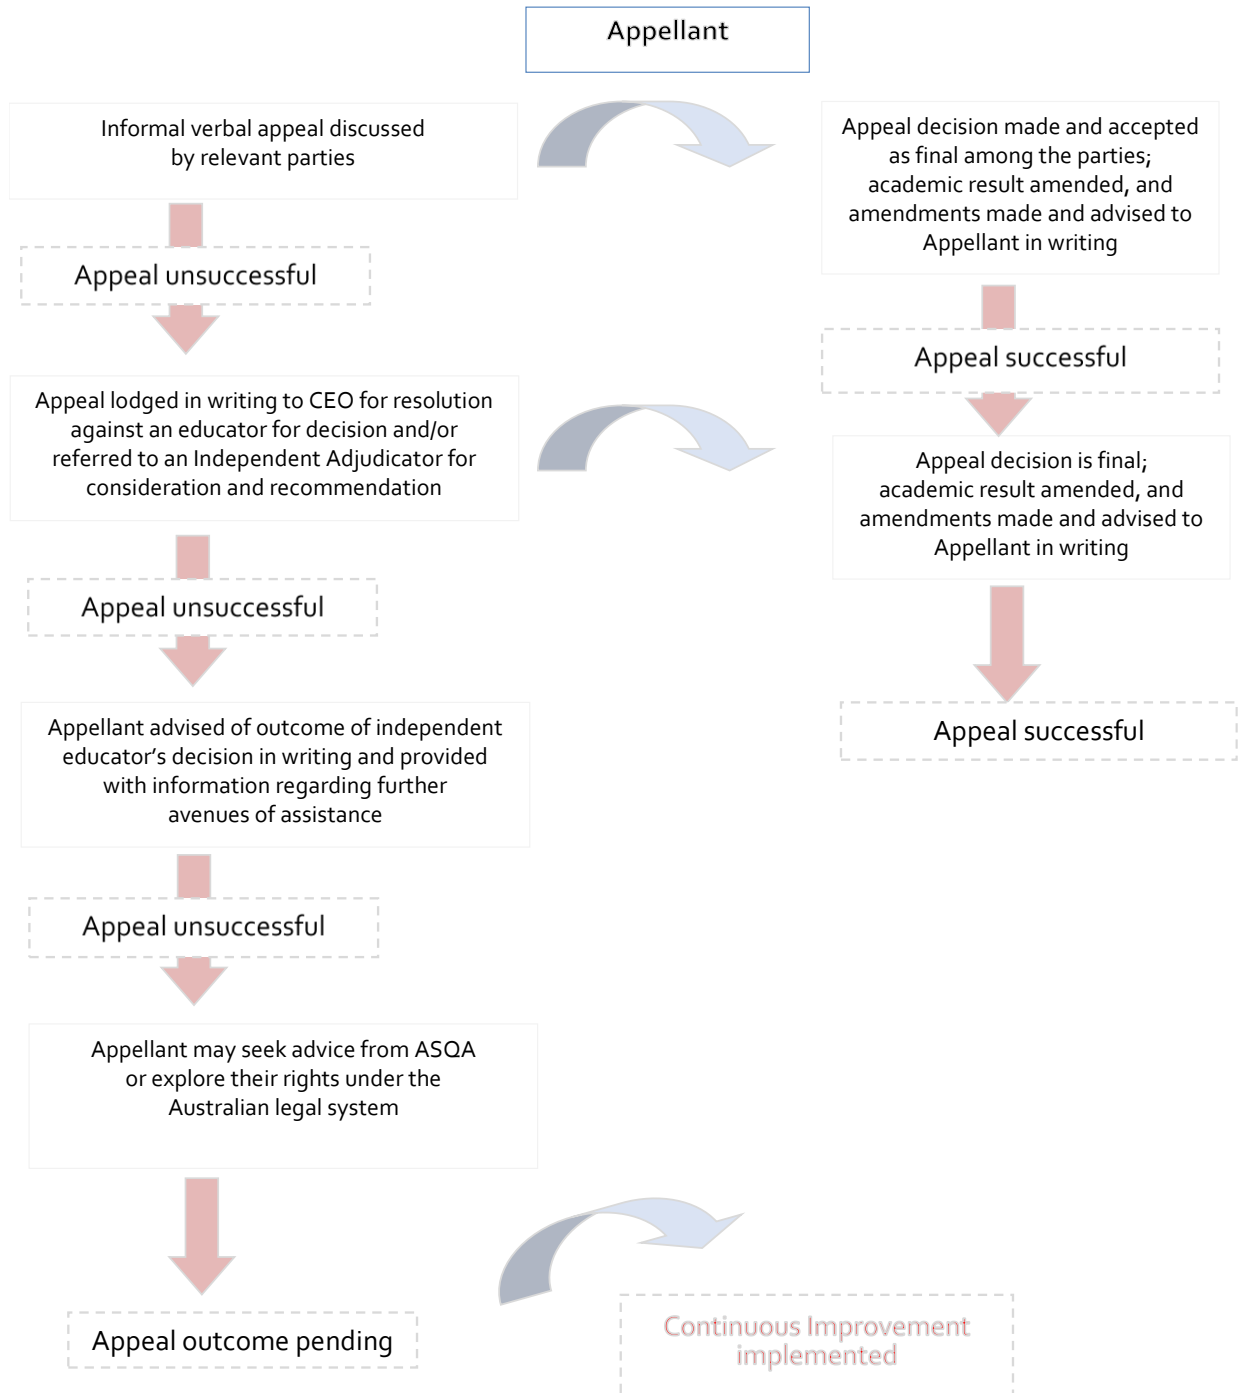 Appellant
Informal verbal appeal discussed
by relevant parties
Appeal decision made and accepted
as final among the parties;
academic result amended, and
amendments made and advised to
Appellant in writing
Appeal unsuccessful
Appeal successful
Appeal lodged in writing to CEO for resolution
against an educator for decision and/or
referred to an Independent Adjudicator for
consideration and recommendation
Appeal decision is final;
academic result amended, and
amendments made and advised to
Appellant in writing
Appeal unsuccessful
Appeal successful
Appellant advised of outcome of independent
educator’s decision in writing and provided
with information regarding further
avenues of assistance
Appeal unsuccessful
Appellant may seek advice from ASQA
or explore their rights under the
Australian legal system
Appeal outcome pending
Continuous Improvement
implemented